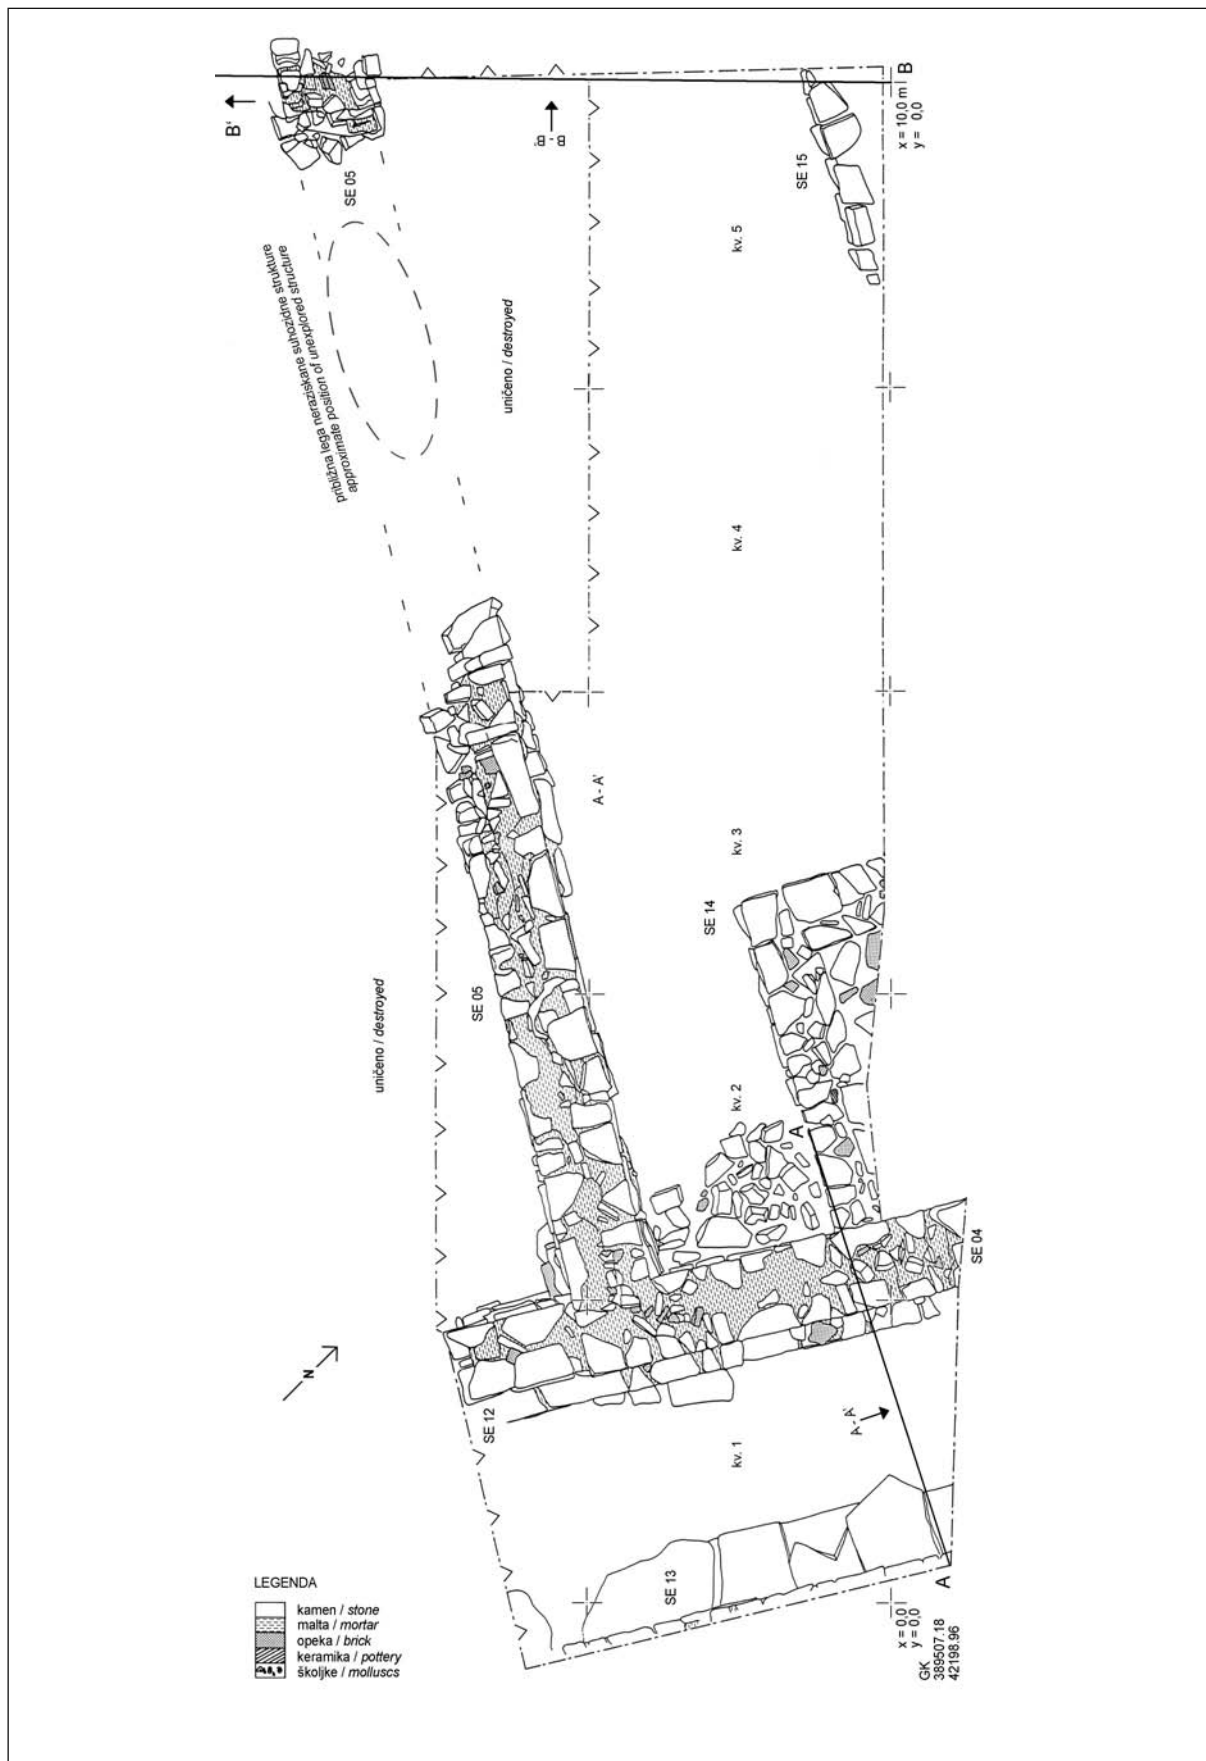 B'
B
B - B'
x = 10,0 m
y = 0,0
SE 05
SE 15
kv. 5
približna lega neraziskane suhozidne strukture
approximate position of unexplored structure
uničeno / destroyed
kv. 4
A - A'
kv. 3
SE 14
SE 05
uničeno / destroyed
kv. 2
A
SE 04
N
SE 12
A - A'
kv. 1
SE 13
A
x = 0,0
y = 0,0
GK
389507.18
42198.96
LEGENDA
kamen / stone
malta / mortar
opeka / brick
keramika / pottery
školjke / molluscs